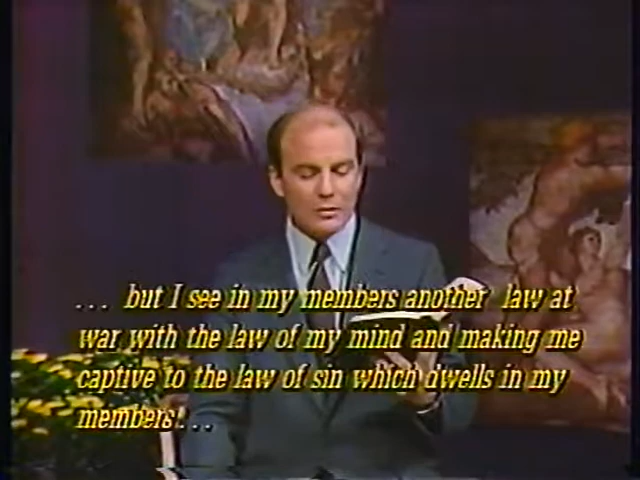 ... but I see in my members another law at
war with the law of my mind and making me
captive to the law of sin which dwells in my
members!...